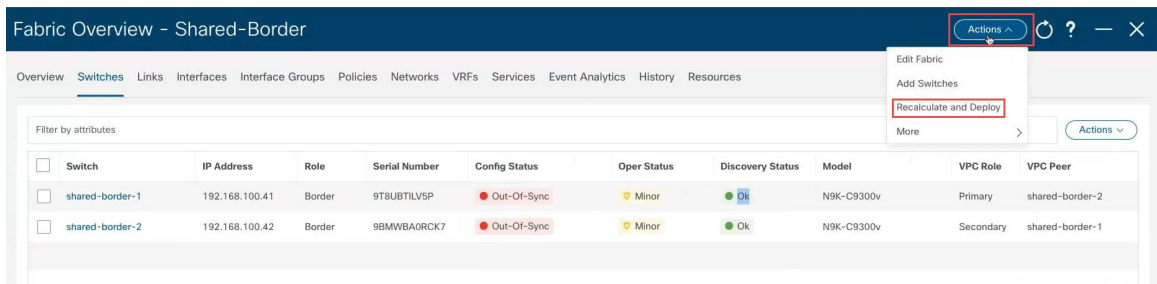 Fabric Overview - Shared-Border
Actions
?
Edit Fabric
Add Switches
Recalculate and Deploy
More
Overview Switches Links Interfaces Interface Groups Policies Networks VRFs Services Event Analytics History Resources
Filter by attributes
Actions
Switch IP Address Role Serial Number Config Status Oper Status Discovery Status Model VPC Role VPC Peer
shared-border-1 192.168.100.41 Border 9T8UBTILV5P Out-Of-Sync Minor Ok N9K-C9300v Primary shared-border-2
shared-border-2 192.168.100.42 Border 9BMWBA0RCK7 Out-Of-Sync Minor Ok N9K-C9300v Secondary shared-border-1